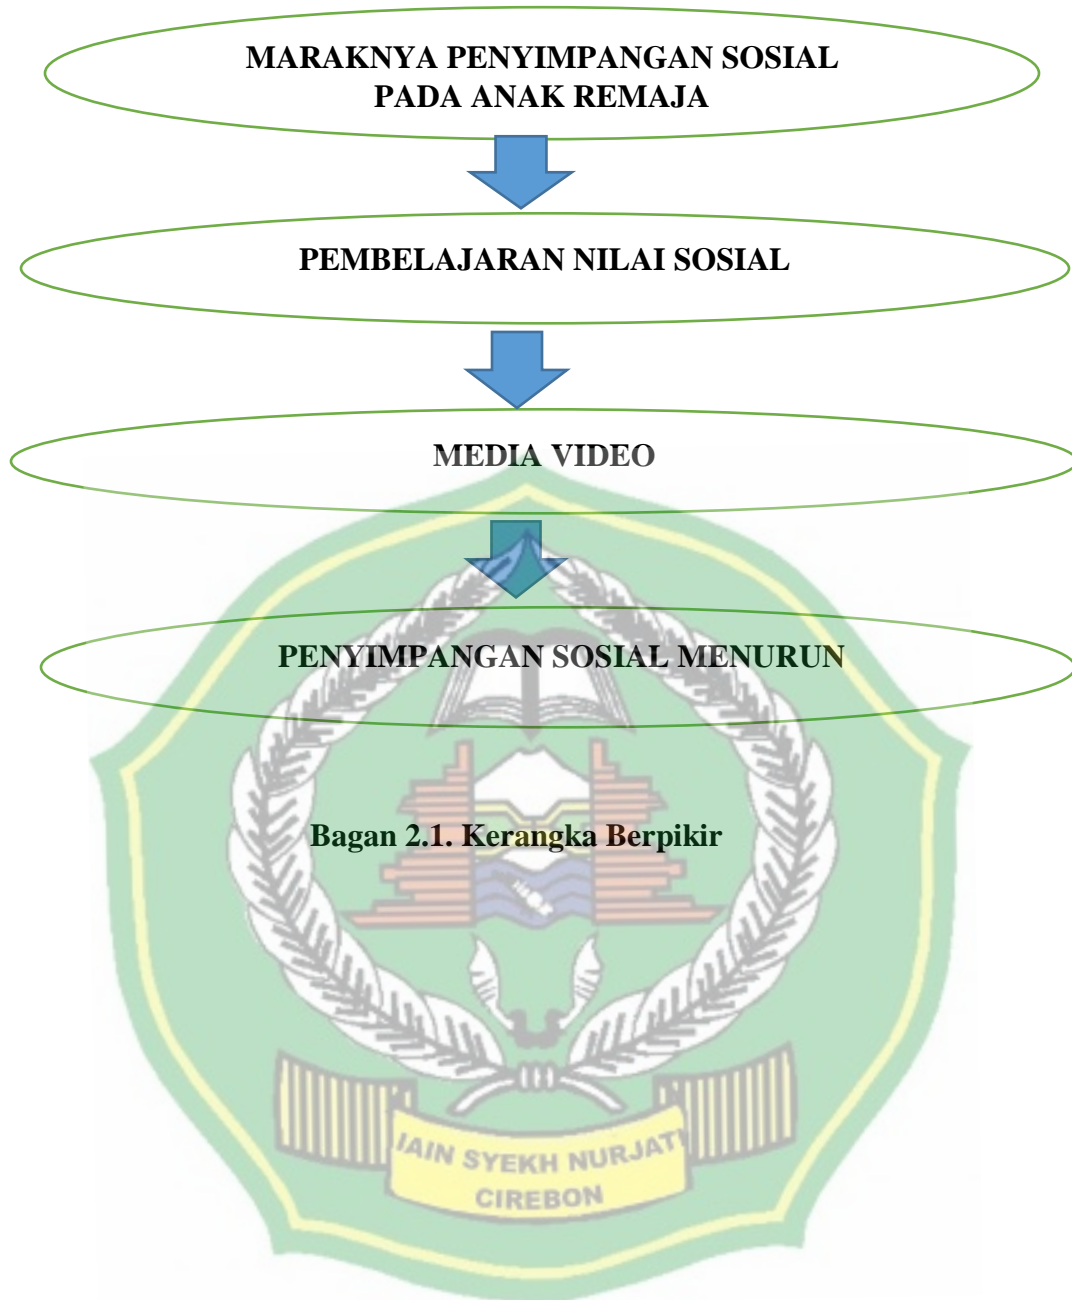 MARAKNYA PENYIMPANGAN SOSIAL
PADA ANAK REMAJA
PEMBELAJARAN NILAI SOSIAL
MEDIA VIDEO
PENYIMPANGAN SOSIAL MENURUN
Bagan 2.1. Kerangka Berpikir
IAIN SYEKH NURJATI
CIREBON